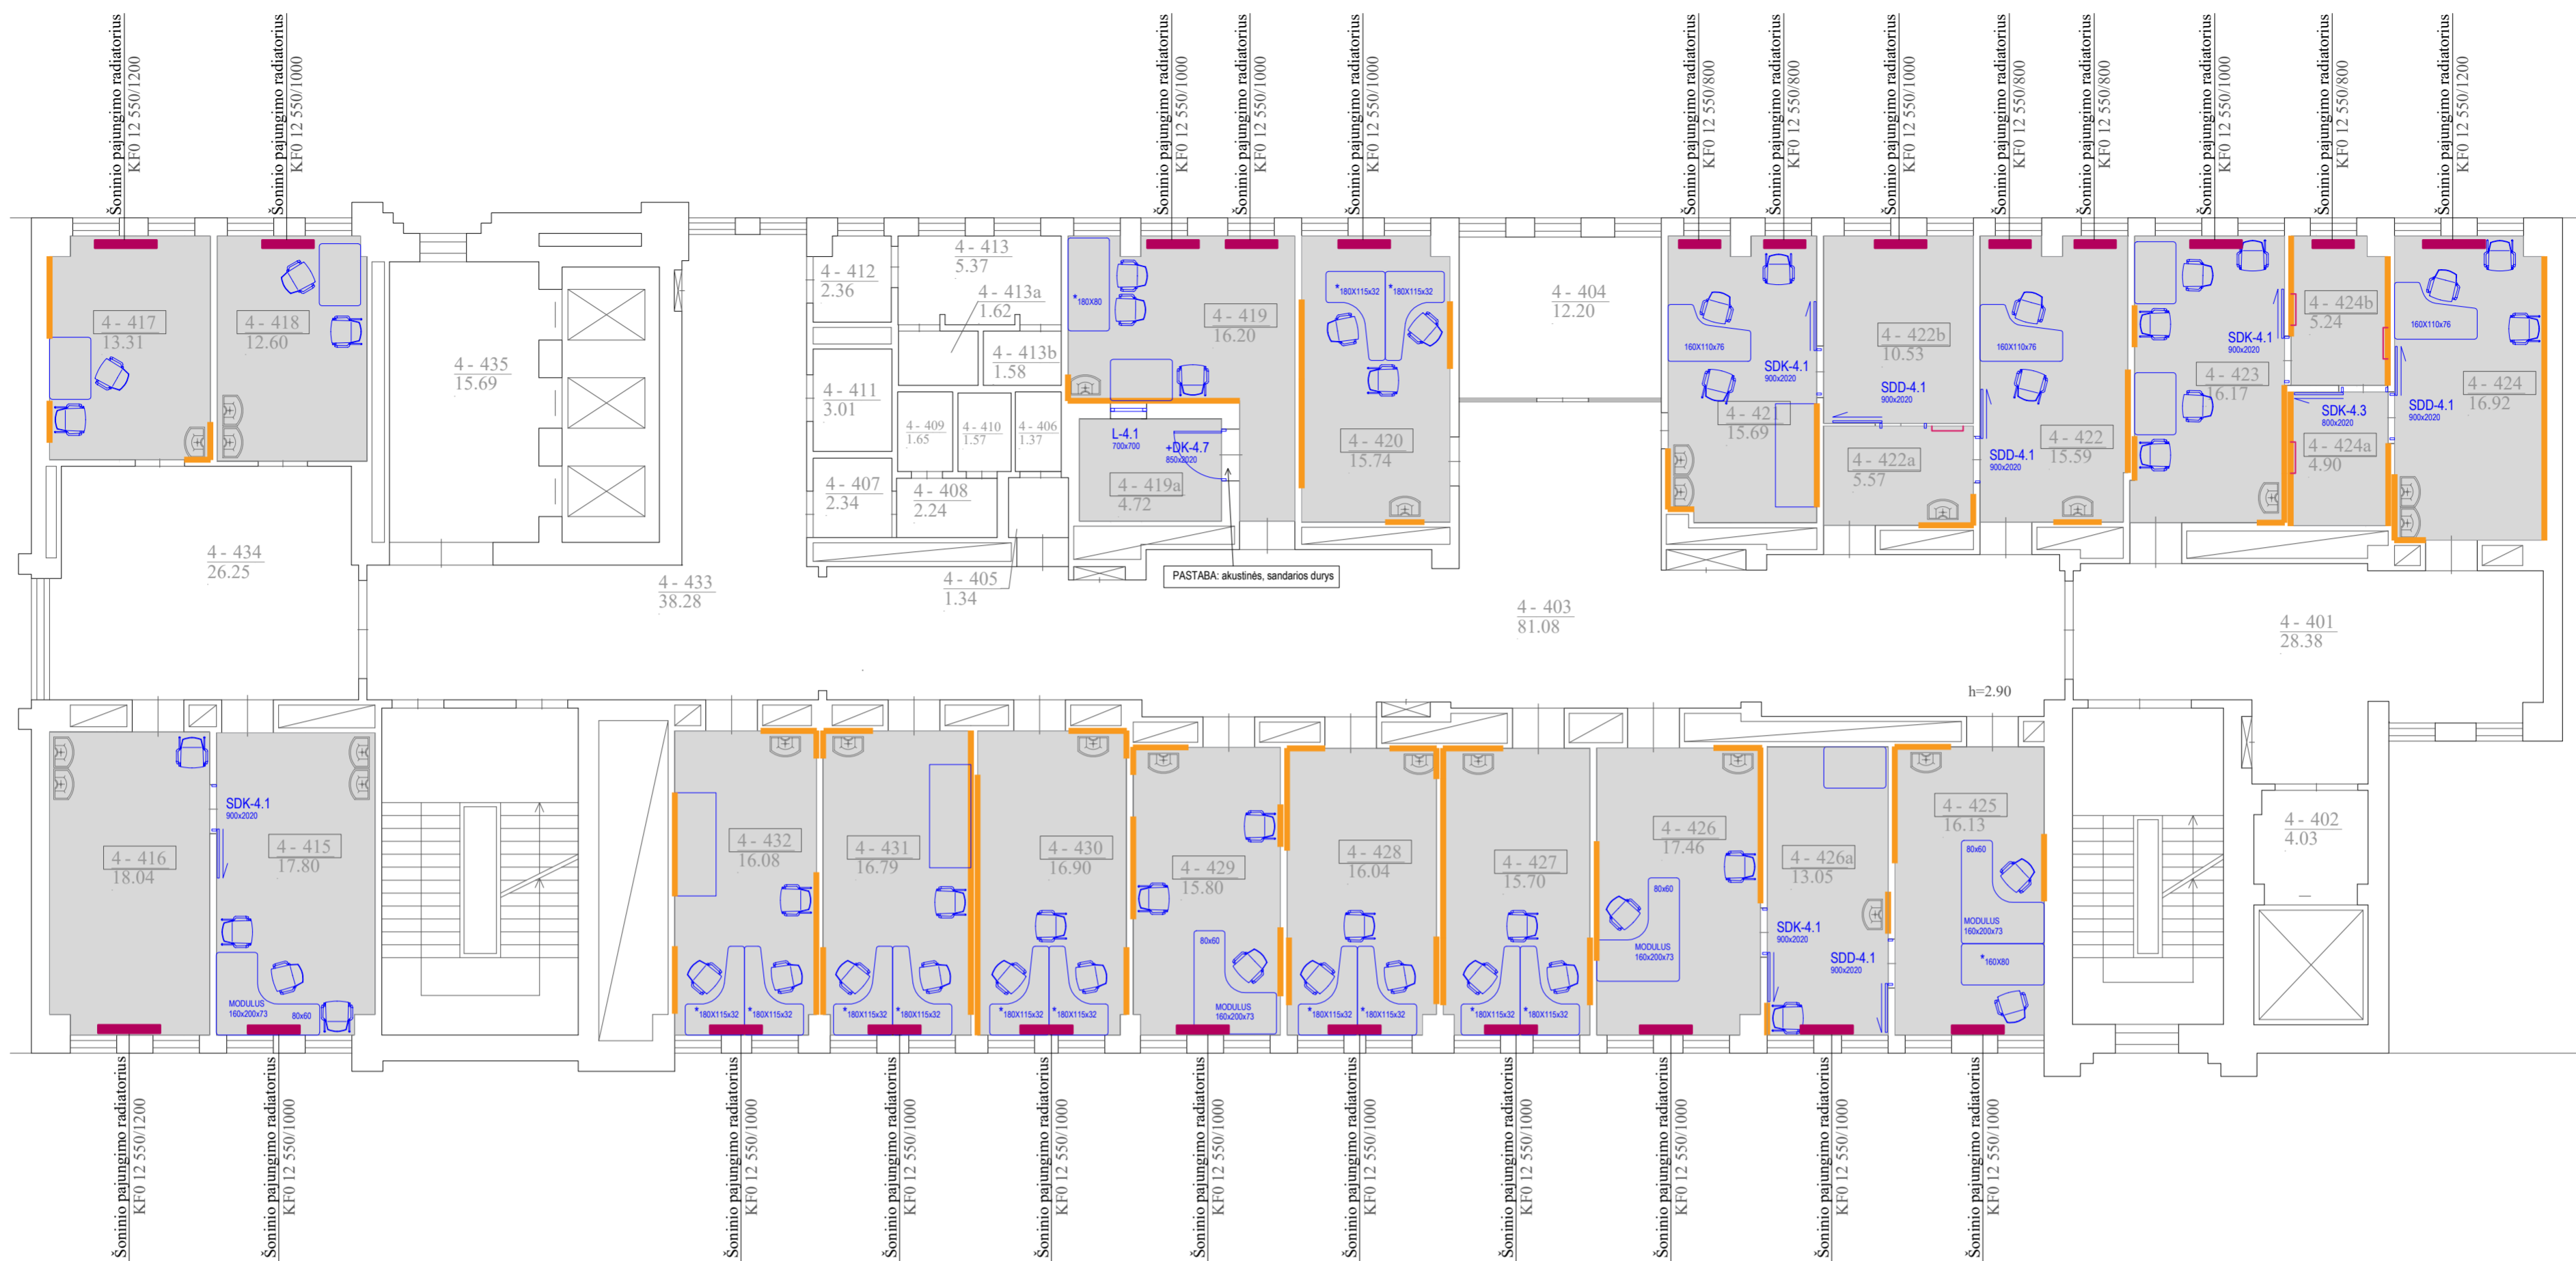 Šoninio pajungimo radiatorius
KF0 12 550/1200
Šoninio pajungimo radiatorius
KF0 12 550/1000
Šoninio pajungimo radiatorius
KF0 12 550/1000
Šoninio pajungimo radiatorius
KF0 12 550/1000
Šoninio pajungimo radiatorius
KF0 12 550/1000
Šoninio pajungimo radiatorius
KF0 12 550/800
Šoninio pajungimo radiatorius
KF0 12 550/800
Šoninio pajungimo radiatorius
KF0 12 550/1000
Šoninio pajungimo radiatorius
KF0 12 550/800
Šoninio pajungimo radiatorius
KF0 12 550/800
Šoninio pajungimo radiatorius
KF0 12 550/1000
Šoninio pajungimo radiatorius
KF0 12 550/800
Šoninio pajungimo radiatorius
KF0 12 550/1200
4 - 417
13.31
4 - 418
12.60
4 - 435
15.69
4 - 412
2.36
4 - 413
5.37
4 - 413a
1.62
4 - 413b
1.58
4 - 411
3.01
4 - 409
1.65
4 - 410
1.57
4 - 406
1.37
4 - 407
2.34
4 - 408
2.24
4 - 405
1.34
*180X80
4 - 419
16.20
L-4.1
700x700
+DK-4.7
850x2020
4 - 419a
4.72
PASTABA: akustinės, sandarios durys
*180X115x32
*180X115x32
4 - 420
15.74
4 - 404
12.20
160X110x76
SDK-4.1
900x2020
4 - 421
15.69
4 - 422b
10.53
SDD-4.1
900x2020
4 - 422a
5.57
160X110x76
SDD-4.1
900x2020
4 - 422
15.59
SDK-4.1
900x2020
4 - 423
16.17
4 - 424b
5.24
SDK-4.3
800x2020
4 - 424a
4.90
160X110x76
4 - 424
16.92
SDD-4.1
900x2020
4 - 434
26.25
4 - 433
38.28
4 - 403
81.08
4 - 401
28.38
h=2.90
4 - 416
18.04
SDK-4.1
900x2020
4 - 415
17.80
MODULUS
160x200x73
80x60
4 - 432
16.08
*180X115x32
*180X115x32
4 - 431
16.79
*180X115x32
*180X115x32
4 - 430
16.90
*180X115x32
*180X115x32
4 - 429
15.80
80x60
MODULUS
160x200x73
4 - 428
16.04
*180X115x32
*180X115x32
4 - 427
15.70
*180X115x32
*180X115x32
4 - 426
17.46
80x60
MODULUS
160x200x73
4 - 426a
13.05
SDK-4.1
900x2020
SDD-4.1
900x2020
4 - 425
16.13
80x60
MODULUS
160x200x73
*160X80
4 - 402
4.03
Šoninio pajungimo radiatorius
KF0 12 550/1200
Šoninio pajungimo radiatorius
KF0 12 550/1000
Šoninio pajungimo radiatorius
KF0 12 550/1000
Šoninio pajungimo radiatorius
KF0 12 550/1000
Šoninio pajungimo radiatorius
KF0 12 550/1000
Šoninio pajungimo radiatorius
KF0 12 550/1000
Šoninio pajungimo radiatorius
KF0 12 550/1000
Šoninio pajungimo radiatorius
KF0 12 550/1000
Šoninio pajungimo radiatorius
KF0 12 550/1000
Šoninio pajungimo radiatorius
KF0 12 550/1000
Šoninio pajungimo radiatorius
KF0 12 550/1000